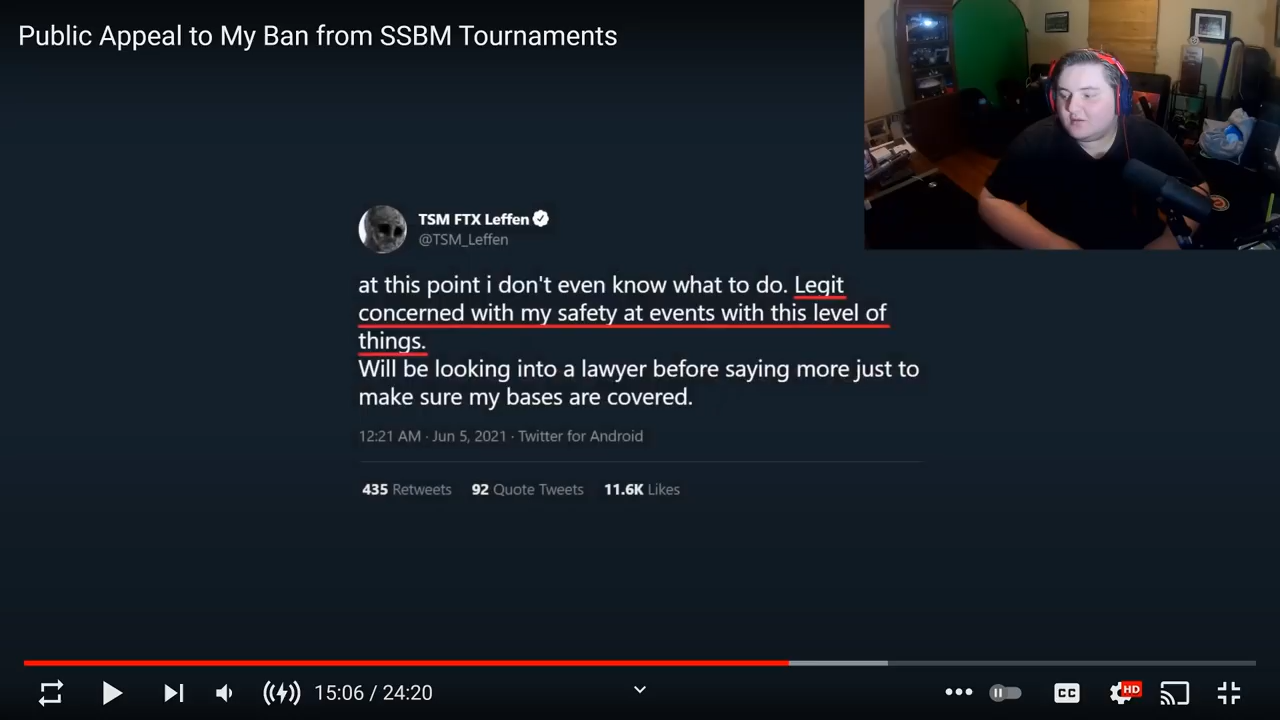 Public Appeal to My Ban from SSBM Tournaments
TSM FTX Leffen
@TSM_Leffen
at this point i don't even know what to do. Legit
concerned with my safety at events with this level of
things.
Will be looking into a lawyer before saying more just to
make sure my bases are covered.
12:21 AM · Jun 5, 2021 · Twitter for Android
435 Retweets 92 Quote Tweets 11.6K Likes
15:06 / 24:20
CC
HD